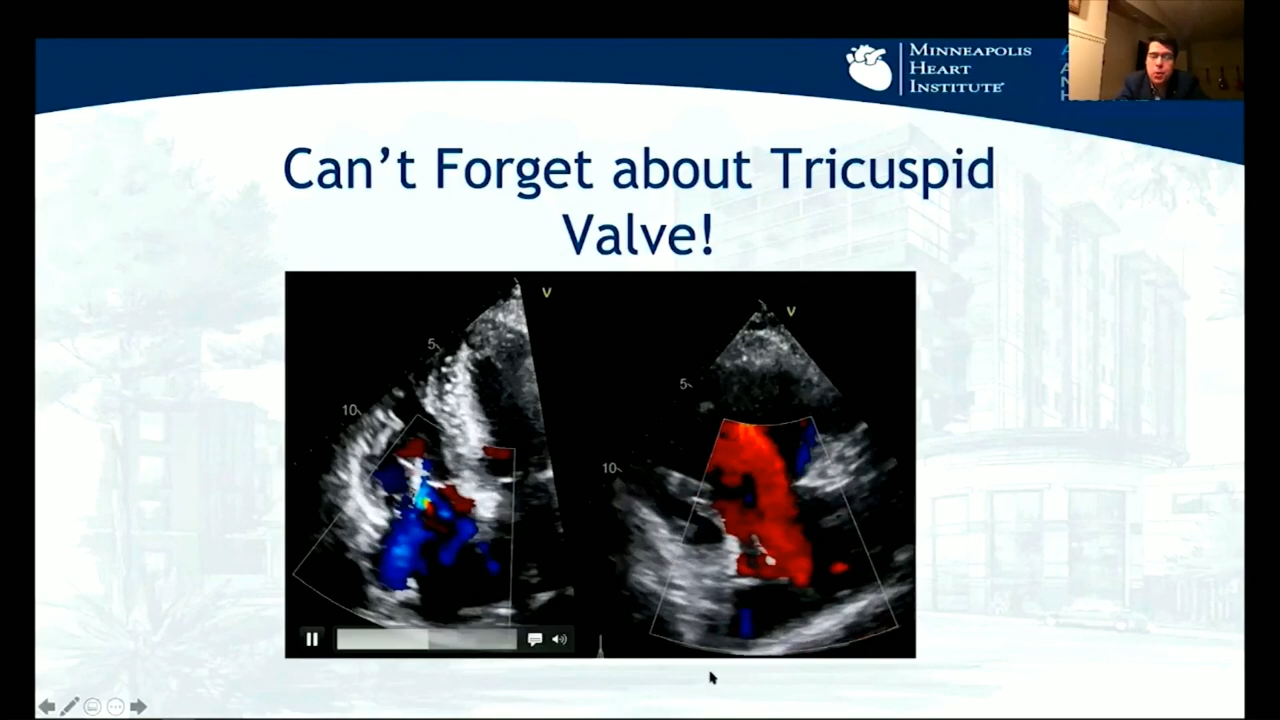 MINNEAPOLIS
HEART
INSTITUTE
Can't Forget about Tricuspid
Valve!
V
5
10
V
5
10